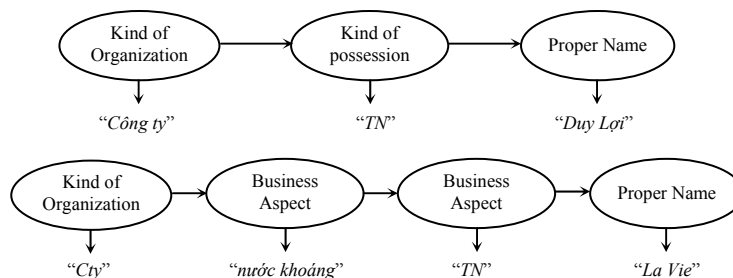 Kind of
Organization
Kind of
possession
Proper Name
“Công ty”
“TN”
“Duy Lợi”
Kind of
Organization
Business
Aspect
Business
Aspect
Proper Name
“Cty”
“nước khoáng”
“TN”
“La Vie”